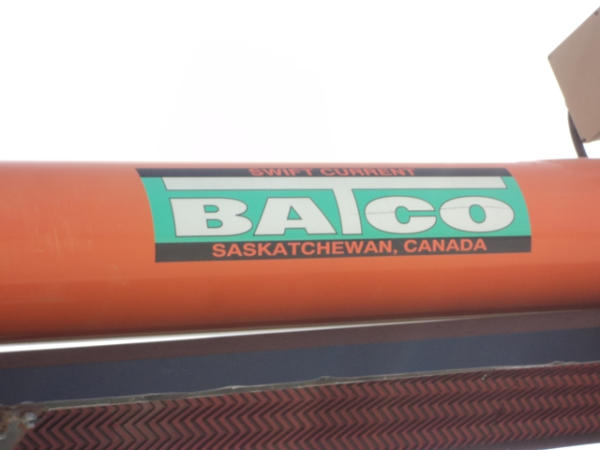 SWIFT CURRENT
BATCO
SASKATCHEWAN, CANADA